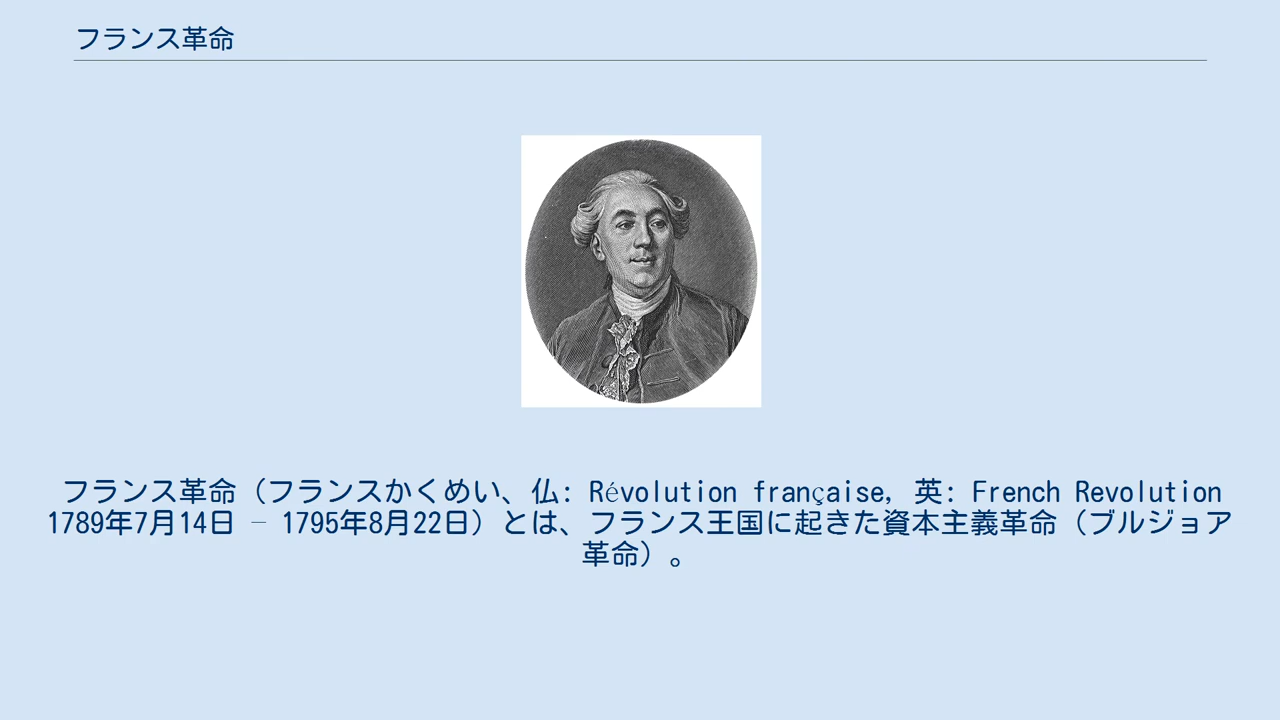 フランス革命
フランス革命（フランスかくめい、仏: Révolution française, 英: French Revolution
1789年7月14日 – 1795年8月22日）とは、フランス王国に起きた資本主義革命（ブルジョア
革命）。